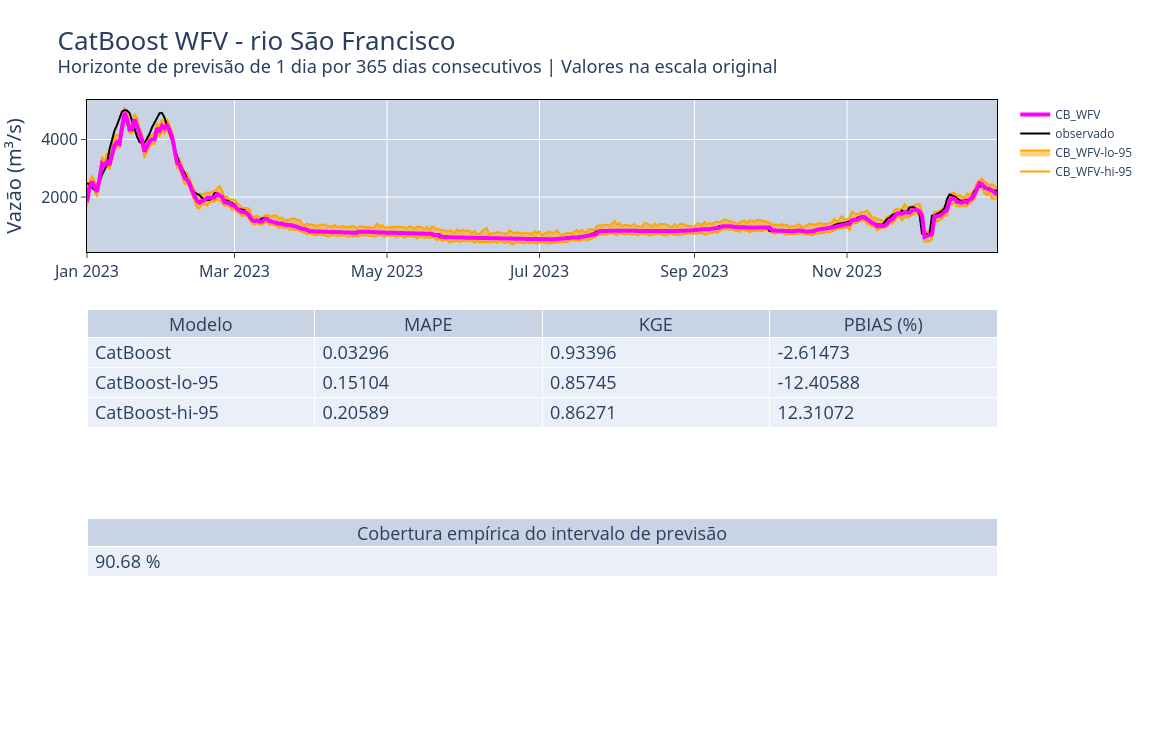 CatBoost WFV - rio São Francisco
Horizonte de previsão de 1 dia por 365 dias consecutivos | Valores na escala original
Vazão (m³/s)
4000
2000
Jan 2023 Mar 2023 May 2023 Jul 2023 Sep 2023 Nov 2023
CB_WFV
observado
CB_WFV-lo-95
CB_WFV-hi-95
Modelo MAPE KGE PBIAS (%)
CatBoost 0.03296 0.93396 -2.61473
CatBoost-lo-95 0.15104 0.85745 -12.40588
CatBoost-hi-95 0.20589 0.86271 12.31072
Cobertura empírica do intervalo de previsão
90.68 %